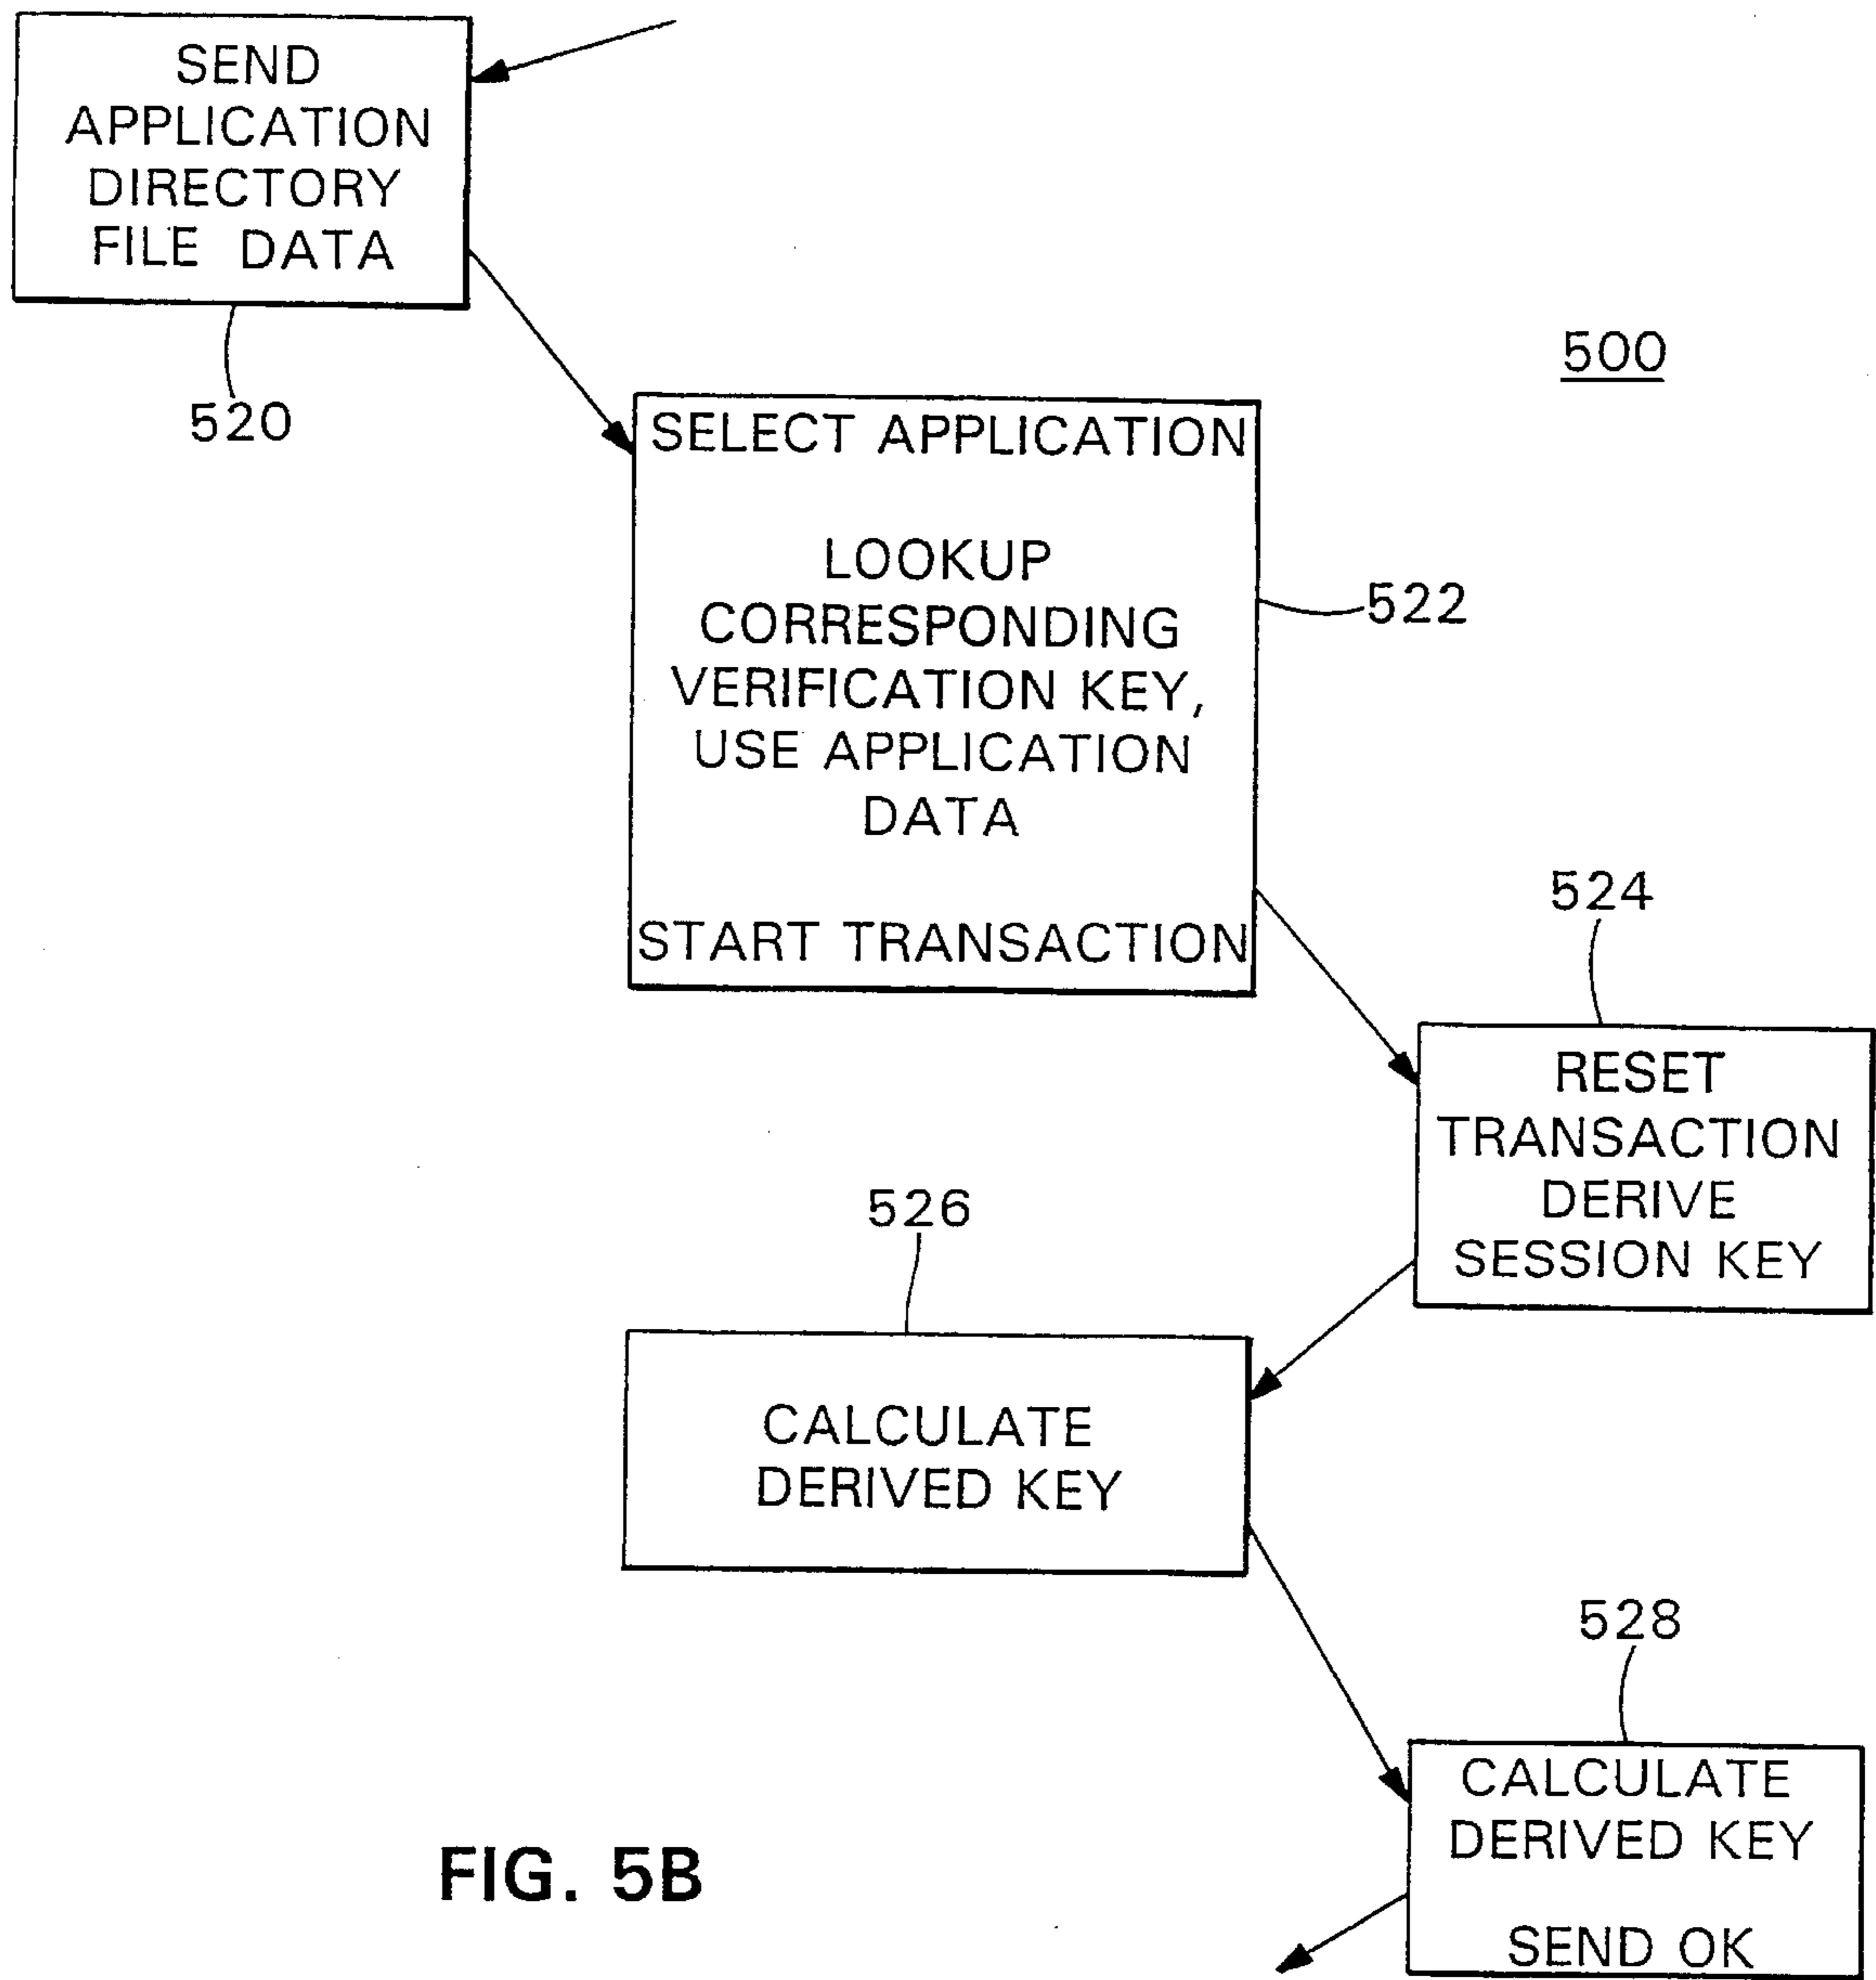 SEND
APPLICATION
DIRECTORY
FILE DATA
520
500
SELECT APPLICATION
LOOKUP
CORRESPONDING
VERIFICATION KEY,
USE APPLICATION
DATA
START TRANSACTION
522
524
RESET
TRANSACTION
DERIVE
SESSION KEY
526
CALCULATE
DERIVED KEY
528
CALCULATE
DERIVED KEY
SEND OK
FIG. 5B